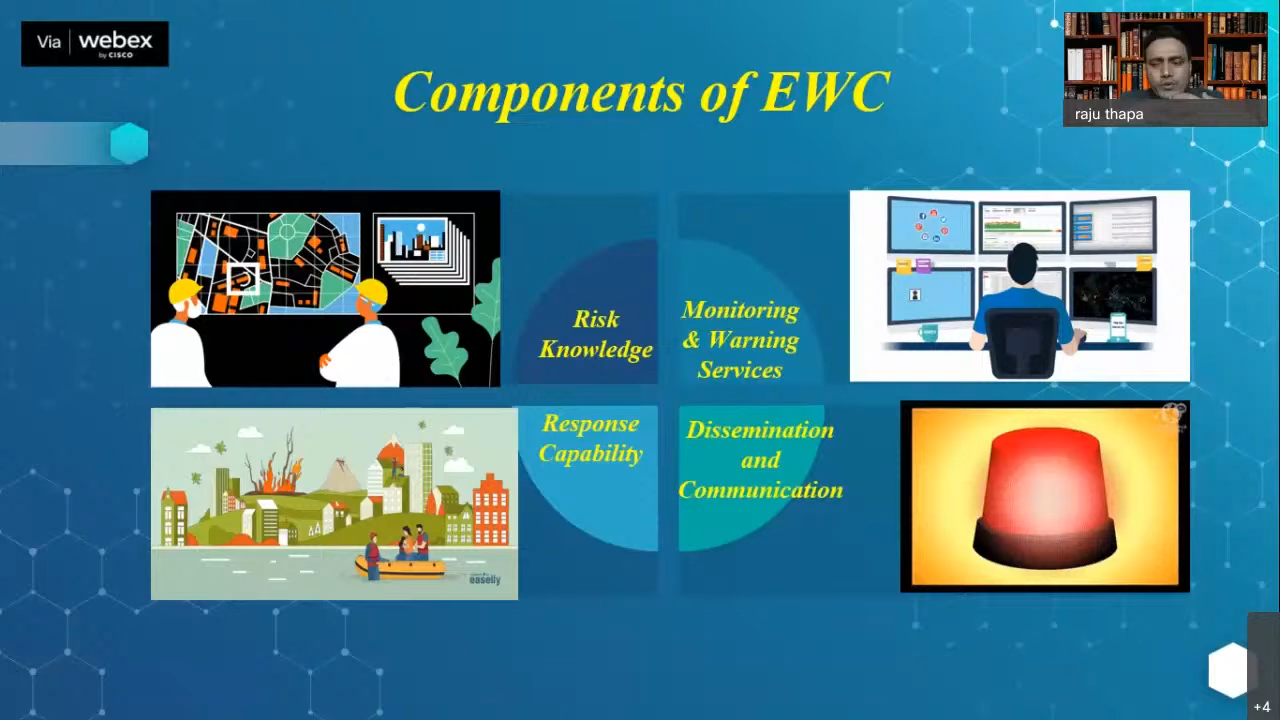 Via webex
by CISCO
Components of EWC
raju thapa
Risk
Knowledge
Monitoring
& Warning
Services
Response
Capability
Dissemination
and
Communication
easelly
+4